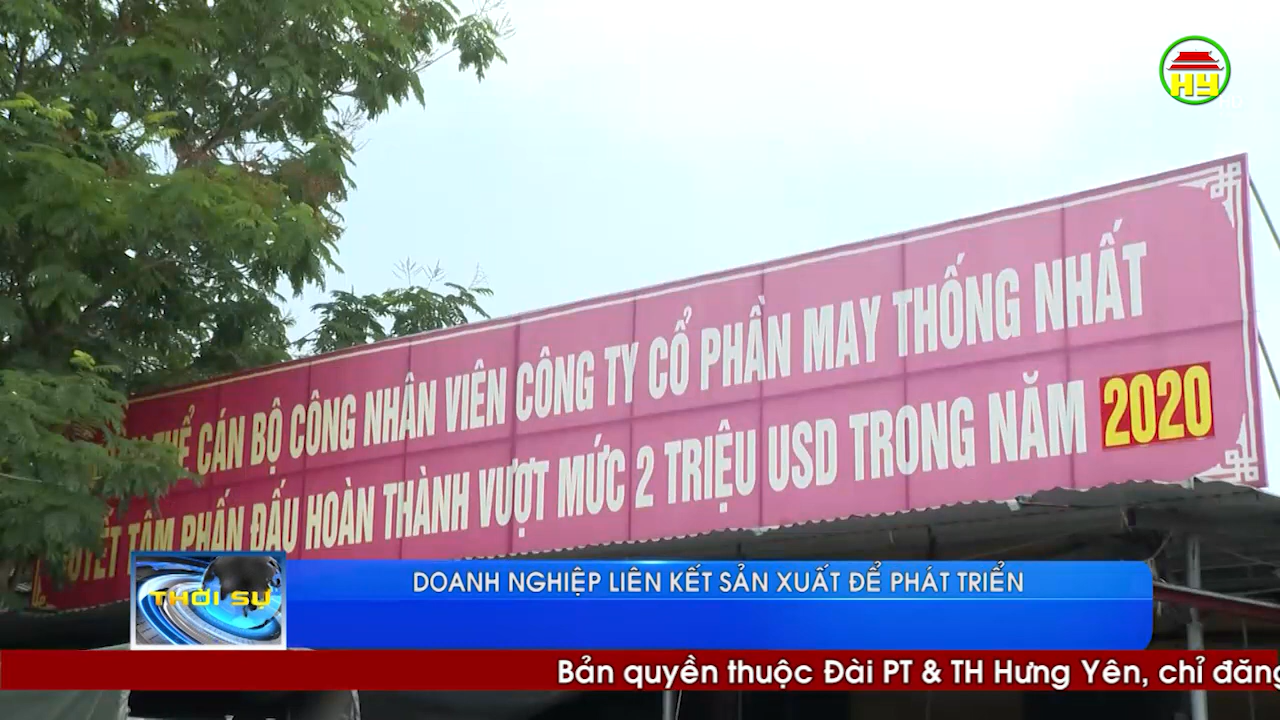 HY
THỂ CÁN BỘ CÔNG NHÂN VIÊN CÔNG TY CỔ PHẦN MAY THỐNG NHẤT
TÂM PHẤN ĐẤU HOÀN THÀNH VƯỢT MỨC 2 TRIỆU USD TRONG NĂM 2020
THỜI SỰ
DOANH NGHIỆP LIÊN KẾT SẢN XUẤT ĐỂ PHÁT TRIỂN
Bản quyền thuộc Đài PT & TH Hưng Yên, chỉ đăng